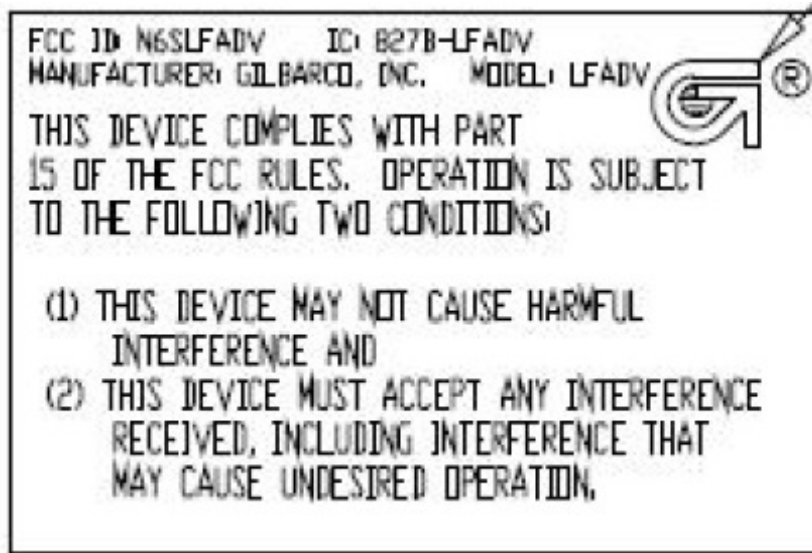 FCC ID: N6SLFADV IC: 827B-LFADV
MANUFACTURER: GILBARCO, INC. MODEL: LFADV
®
THIS DEVICE COMPLIES WITH PART
15 OF THE FCC RULES. OPERATION IS SUBJECT
TO THE FOLLOWING TWO CONDITIONS:
(1) THIS DEVICE MAY NOT CAUSE HARMFUL
INTERFERENCE AND
(2) THIS DEVICE MUST ACCEPT ANY INTERFERENCE
RECEIVED, INCLUDING INTERFERENCE THAT
MAY CAUSE UNDESIRED OPERATION.